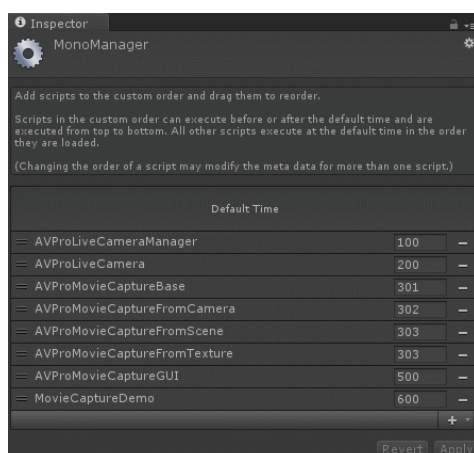 Inspector
MonoManager
Add scripts to the custom order and drag them to reorder.
Scripts in the custom order can execute before or after the default time and are
executed from top to bottom. All other scripts execute at the default time in the order
they are loaded.
(Changing the order of a script may modify the meta data for more than one script.)
Default Time
AVProLiveCameraManager 100
AVProLiveCamera 200
AVProMovieCaptureBase 301
AVProMovieCaptureFromCamera 302
AVProMovieCaptureFromScene 303
AVProMovieCaptureFromTexture 303
AVProMovieCaptureGUI 500
MovieCaptureDemo 600
Revert Apply